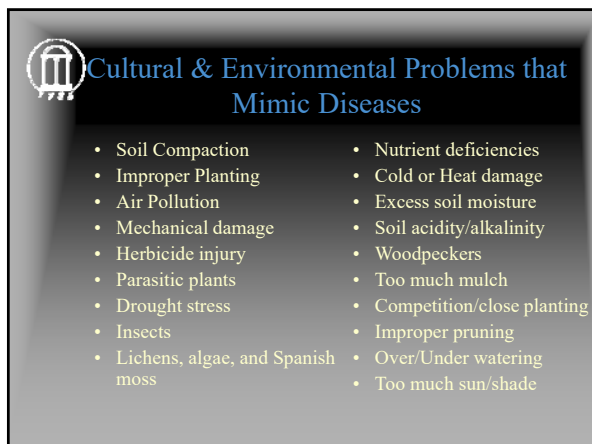 Cultural & Environmental Problems that
Mimic Diseases
• Soil Compaction
• Improper Planting
• Air Pollution
• Mechanical damage
• Herbicide injury
• Parasitic plants
• Drought stress
• Insects
• Lichens, algae, and Spanish
moss
• Nutrient deficiencies
• Cold or Heat damage
• Excess soil moisture
• Soil acidity/alkalinity
• Woodpeckers
• Too much mulch
• Competition/close planting
• Improper pruning
• Over/Under watering
• Too much sun/shade